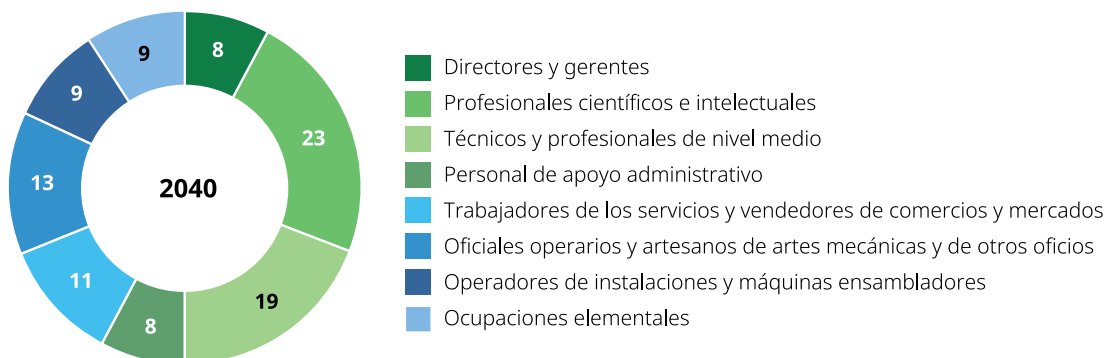 8
23
19
8
11
13
9
9
2040
Directores y gerentes
Profesionales científicos e intelectuales
Técnicos y profesionales de nivel medio
Personal de apoyo administrativo
Trabajadores de los servicios y vendedores de comercios y mercados
Oficiales operarios y artesanos de artes mecánicas y de otros oficios
Operadores de instalaciones y máquinas ensambladores
Ocupaciones elementales